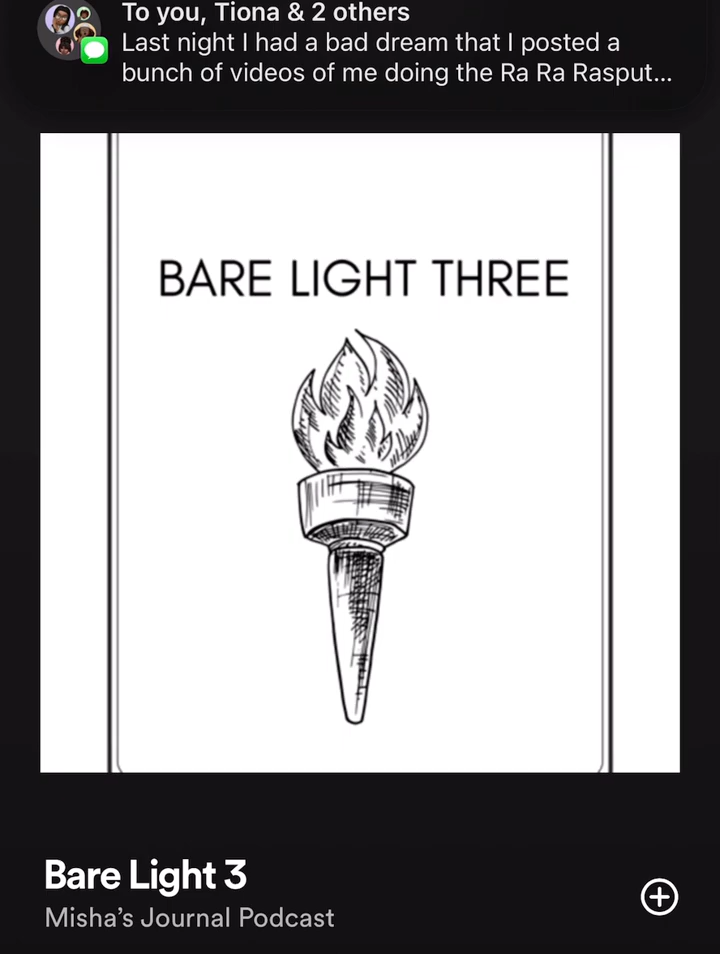 To you, Tiona & 2 others
Last night I had a bad dream that I posted a
bunch of videos of me doing the Ra Ra Rasput...
BARE LIGHT THREE
Bare Light 3
Misha’s Journal Podcast